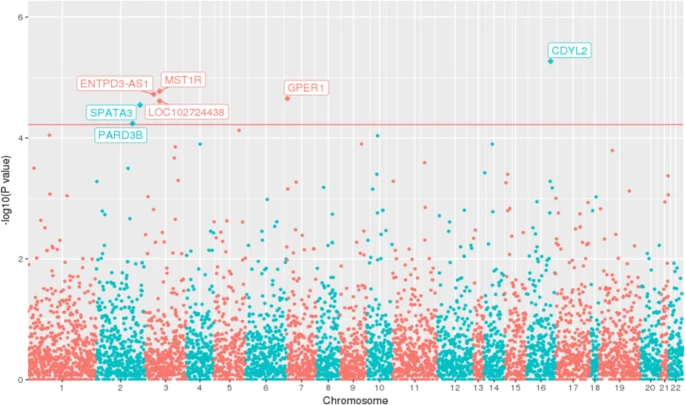 6
CDYL2
ENTPD3-AS1
MST1R
GPER1
SPATA3
LOC102724438
PARD3B
4
-log10(P value)
2
0
1 2 3 4 5 6 7 8 9 10 11 12 13 14 15 16 17 18 19 20 21 22
Chromosome